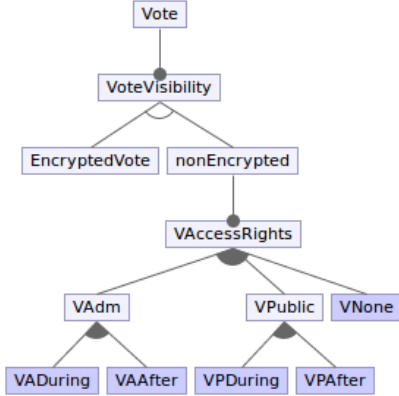 Vote
VoteVisibility
EncryptedVote
nonEncrypted
VAccessRights
VAdm
VPublic
VNone
VADuring
VAAfter
VPDuring
VPAfter